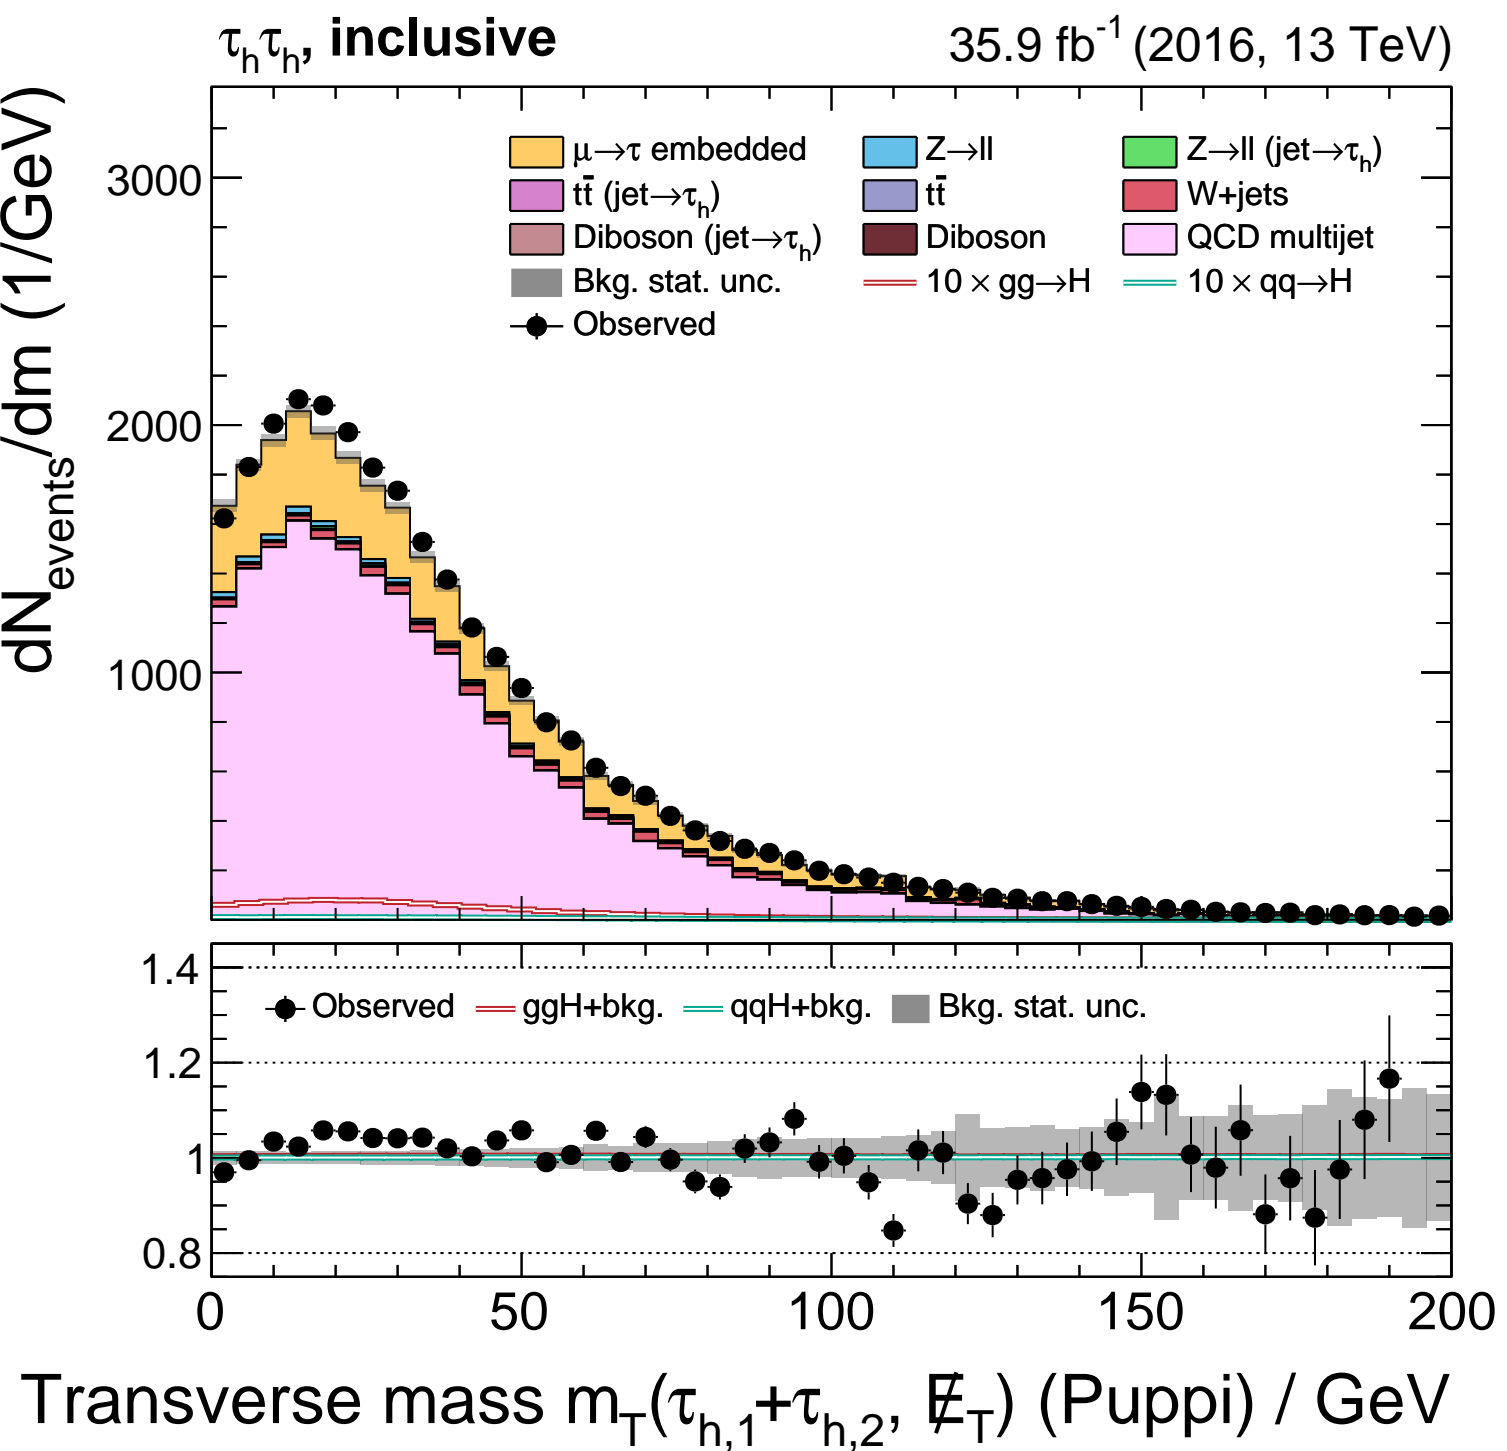 τhτh, inclusive
35.9 fb-1 (2016, 13 TeV)
dNevents/dm (1/GeV)
3000
2000
1000
μ→τ embedded
Z→ll
Z→ll (jet→τh)
tt̄ (jet→τh)
tt̄
W+jets
Diboson (jet→τh)
Diboson
QCD multijet
Bkg. stat. unc.
10 × gg→H
10 × qq→H
Observed
1.4
1.2
1
0.8
Observed
ggH+bkg.
qqH+bkg.
Bkg. stat. unc.
0
50
100
150
200
Transverse mass mT(τh,1+τh,2, E̸T) (Puppi) / GeV